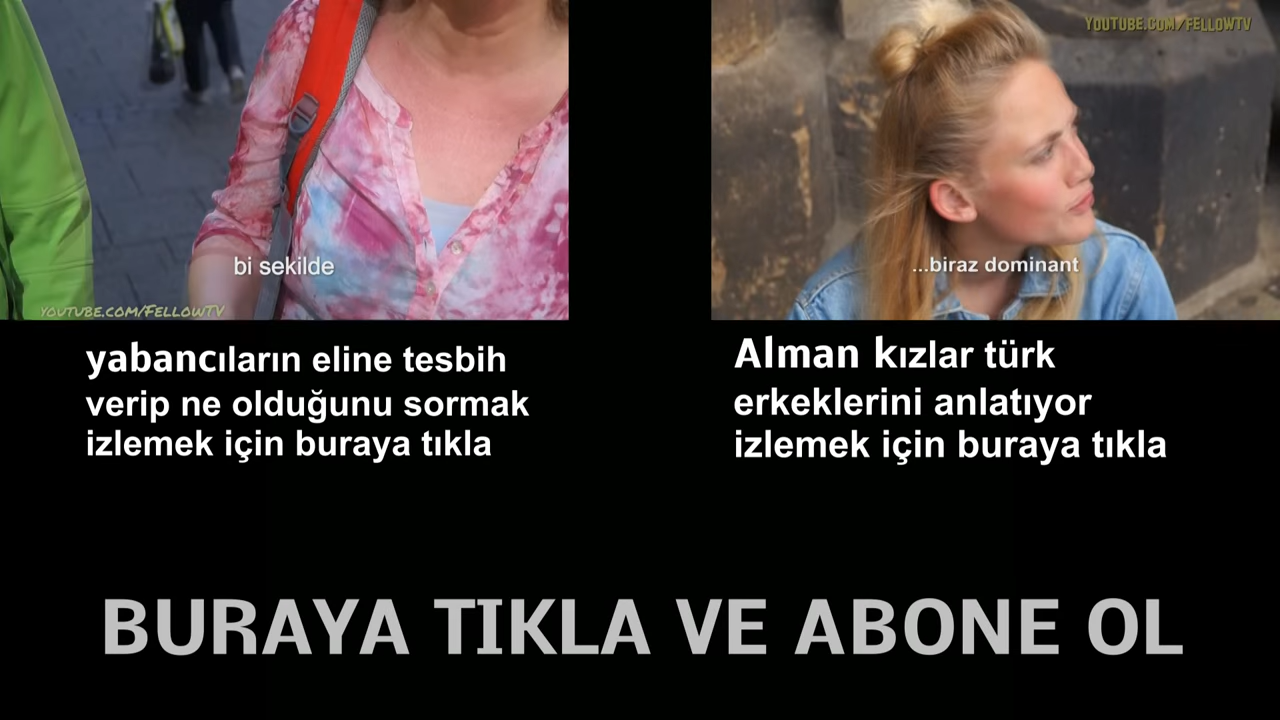 YOUTUBE.COM/FELLOWTV
bi sekilde
...biraz dominant
YOUTUBE.COM/FELLOWTV
yabancıların eline tesbih
verip ne olduğunu sormak
izlemek için buraya tıkla
Alman kızlar türk
erkeklerini anlatıyor
izlemek için buraya tıkla
BURAYA TIKLA VE ABONE OL